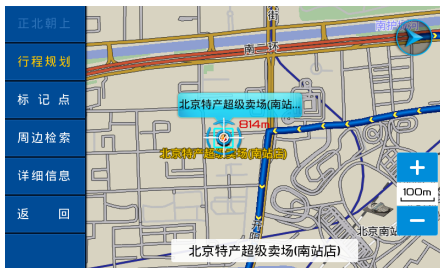 正北朝上
行程规划
标 记 点
周边检索
详细信息
返 回
街
南二环
北京特产超级卖场(南站...
814m
北京特产超级卖场(南站店)
100m
北京南站
北京特产超级卖场(南站店)